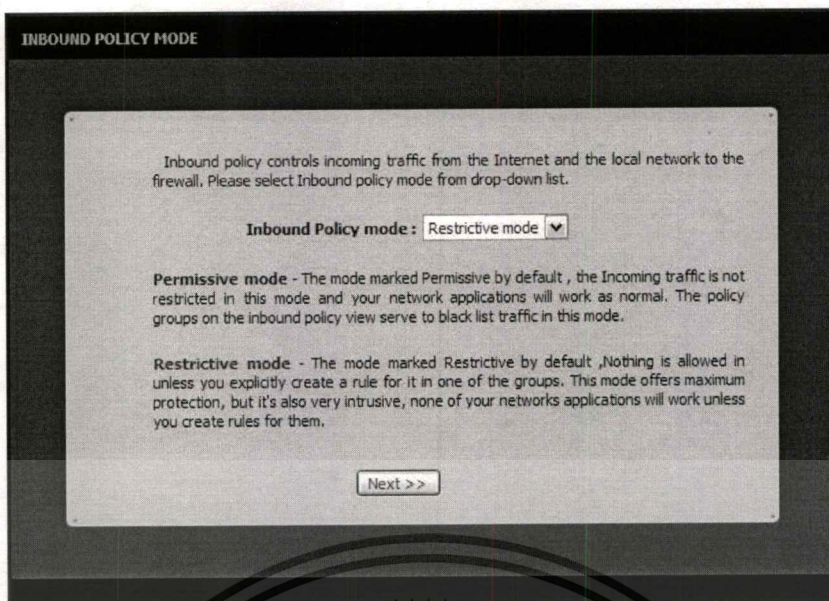 INBOUND POLICY MODE
Inbound policy controls incoming traffic from the Internet and the local network to the
firewall. Please select Inbound policy mode from drop-down list.
Inbound Policy mode : Restrictive mode
Permissive mode - The mode marked Permissive by default , the Incoming traffic is not
restricted in this mode and your network applications will work as normal. The policy
groups on the inbound policy view serve to black list traffic in this mode.
Restrictive mode - The mode marked Restrictive by default ,Nothing is allowed in
unless you explicitly create a rule for it in one of the groups. This mode offers maximum
protection, but it's also very intrusive, none of your networks applications will work unless
you create rules for them.
Next >>